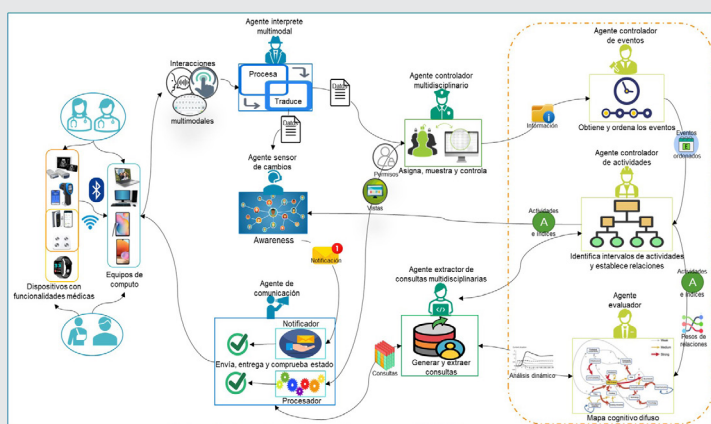 Agente interprete
multimodal
Procesa
Traduce
Datos
Datos
Interacciones
multimodales
Agente sensor
de cambios
Awareness
1
Notificación
Dispositivos con
funcionalidades médicas
Equipos de
computo
Agente de
comunicación
Notificador
Envía, entrega y comprueba estado
Procesador
Agente controlador
multidisciplinario
Asigna, muestra y controla
Permisos
Vistas
Información
Agente extractor de
consultas multidisciplinarias
Generar y extraer
consultas
Consultas
Agente controlador
de eventos
Obtiene y ordena los eventos
Eventos
ordenados
Agente controlador
de actividades
Identifica intervalos de actividades
y establece relaciones
Actividades
A
e índices
Actividades
A
e índices
Agente
evaluador
Pesos de
relaciones
Análisis dinámica
Mapa cognitivo difuso